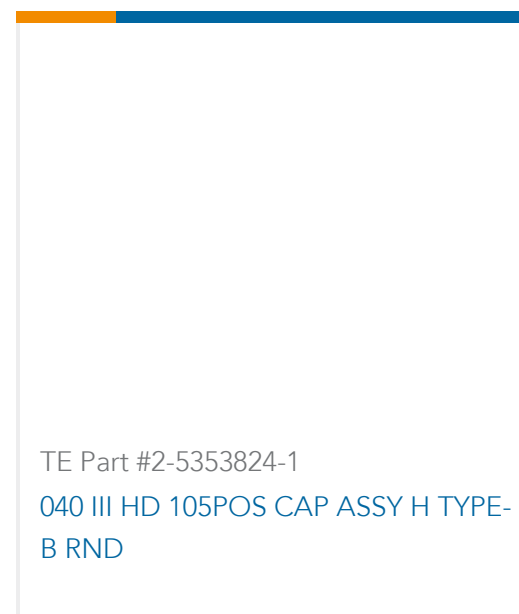 TE Part #2-5353824-1
040 III HD 105POS CAP ASSY H TYPE-
B RND